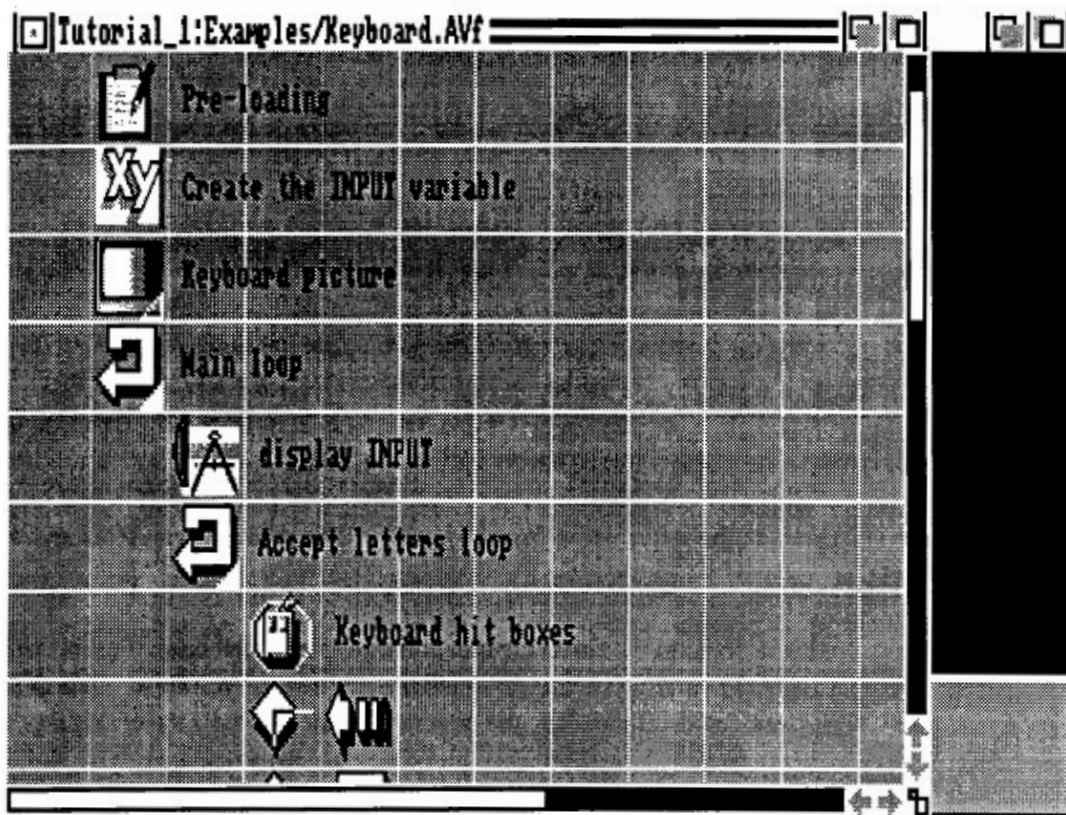 Tutorial_1:Examples/Keyboard.AVf
Pre-loading
Xy
Create the INPUT variable
Keyboard picture
Main loop
display INPUT
Accept letters loop
Keyboard hit boxes